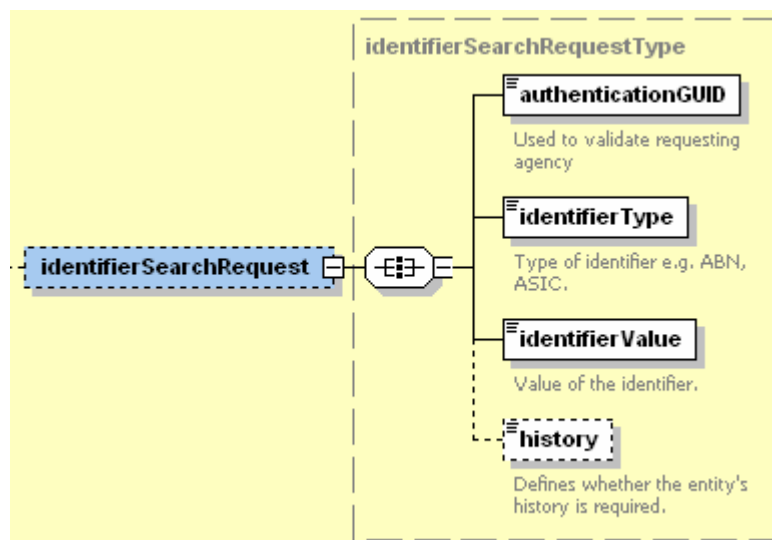 identifierSearchRequestType
authenticationGUID
Used to validate requesting
agency
identifierType
Type of identifier e.g. ABN,
ASIC.
identifierSearchRequest
identifierValue
Value of the identifier.
history
Defines whether the entity's
history is required.